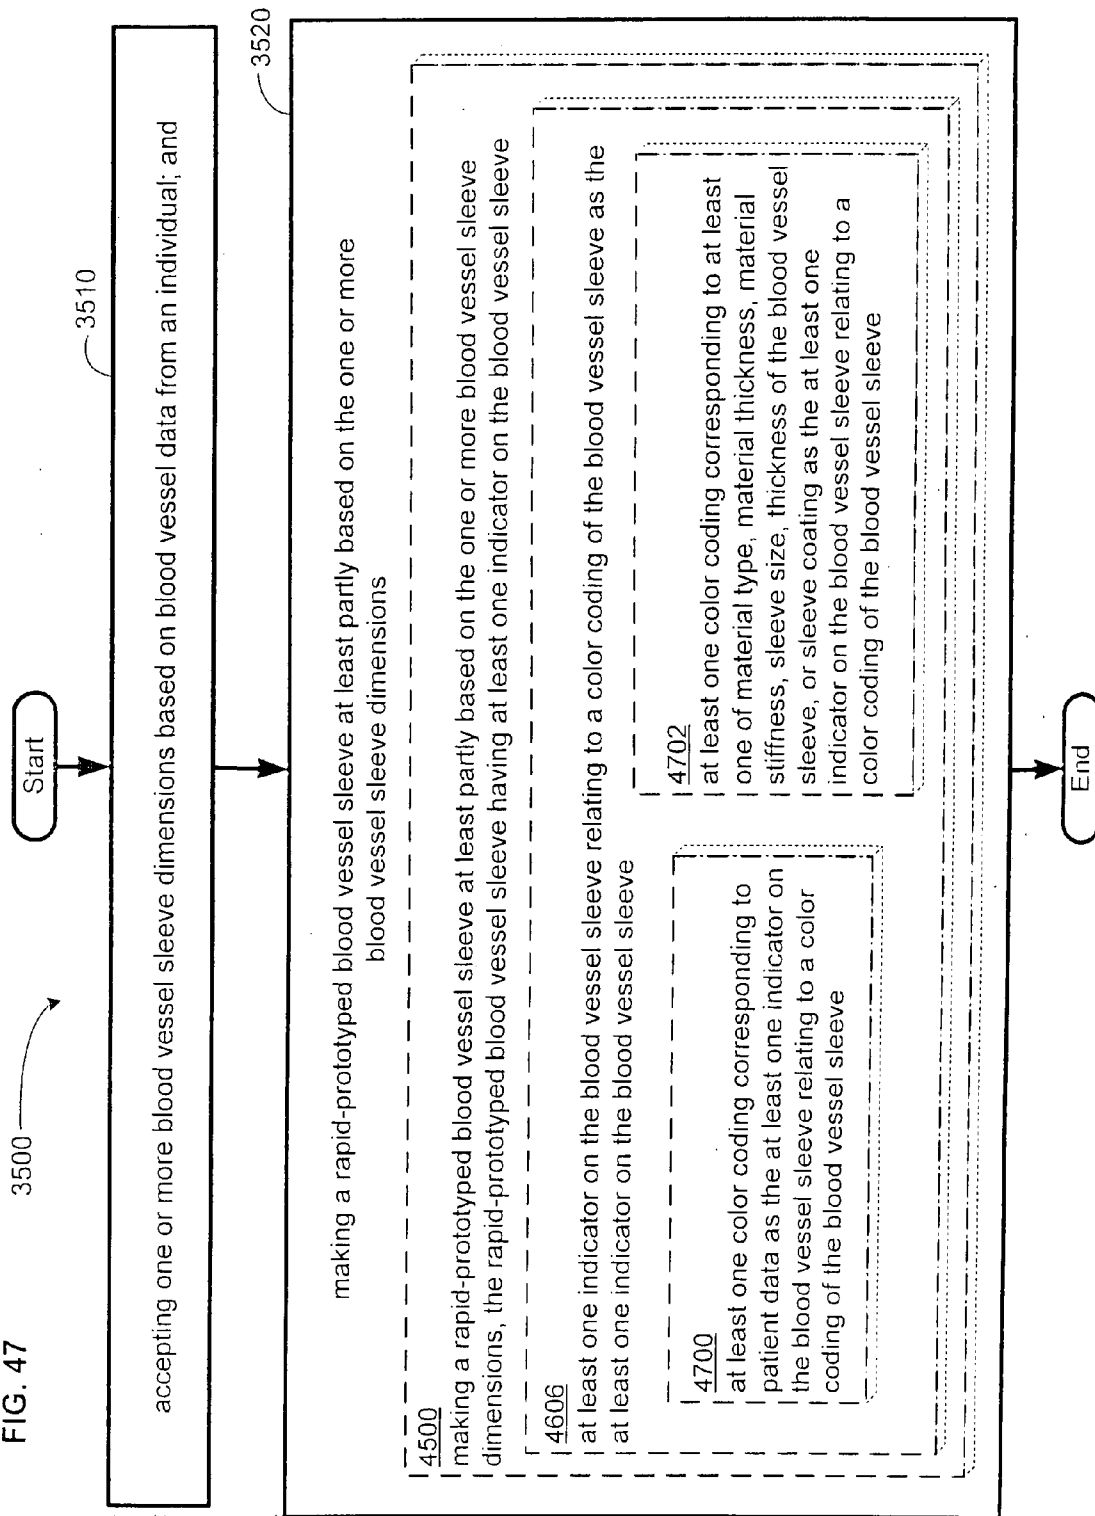 FIG. 47
3500
Start
3510
accepting one or more blood vessel sleeve dimensions based on blood vessel data from an individual; and
3520
making a rapid-prototyped blood vessel sleeve at least partly based on the one or more
blood vessel sleeve dimensions
4500
making a rapid-prototyped blood vessel sleeve at least partly based on the one or more blood vessel sleeve
dimensions, the rapid-prototyped blood vessel sleeve having at least one indicator on the blood vessel sleeve
4606
at least one indicator on the blood vessel sleeve relating to a color coding of the blood vessel sleeve as the
at least one indicator on the blood vessel sleeve
4700
at least one color coding corresponding to
patient data as the at least one indicator on
the blood vessel sleeve relating to a color
coding of the blood vessel sleeve
4702
at least one color coding corresponding to at least
one of material type, material thickness, material
stiffness, sleeve size, thickness of the blood vessel
sleeve, or sleeve coating as the at least one
indicator on the blood vessel sleeve relating to a
color coding of the blood vessel sleeve
End